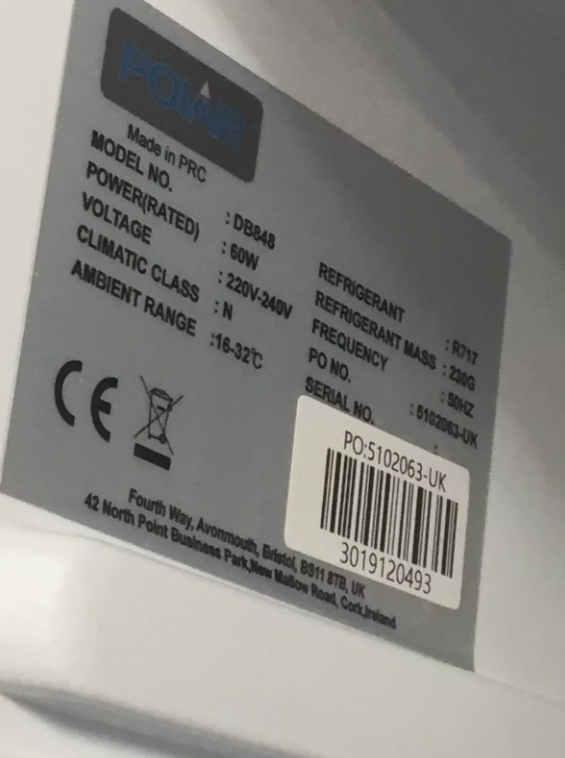 POLAR
Made in PRC
MODEL NO. : DB848
POWER(RATED) : 60W
VOLTAGE : 220V-240V
CLIMATIC CLASS : N
AMBIENT RANGE :16-32℃
REFRIGERANT : R717
REFRIGERANT MASS : 230G
FREQUENCY : 50HZ
PO NO. : 5102063-UK
SERIAL NO. :
PO:5102063-UK
3019120493
CE
Fourth Way, Avonmouth, Bristol, BS11 8TB, UK
42 North Point Business Park,New Mallow Road, Cork,Ireland